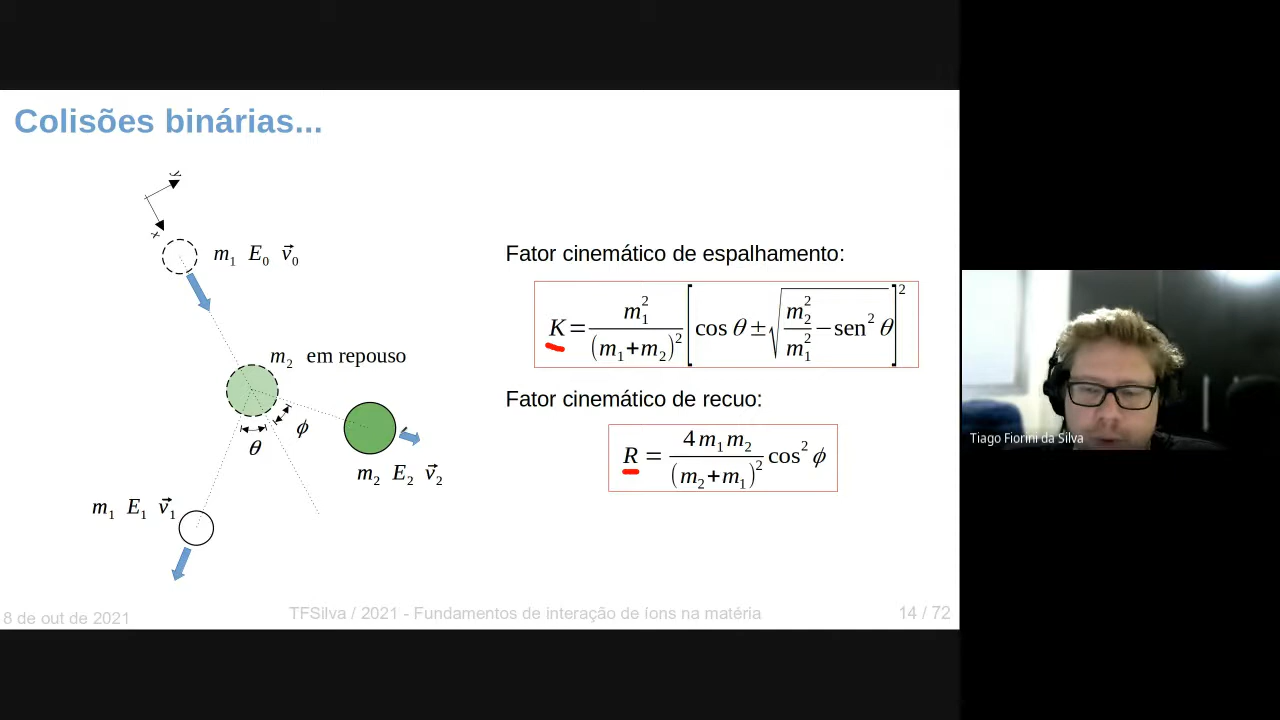 Colisões binárias...
y
x
m₁ E₀ v⃗₀
m₂ em repouso
ϕ
θ
m₂ E₂ v⃗₂
m₁ E₁ v⃗₁
Fator cinemático de espalhamento:
K = m₁² / (m₁+m₂)² [cos θ ± √(m₂²/m₁² − sen² θ)]²
Fator cinemático de recuo:
R = 4 m₁ m₂ / (m₂+m₁)² cos² ϕ
8 de out de 2021
TFSilva / 2021 - Fundamentos de interação de íons na matéria
14 / 72
Tiago Fiorini da Silva